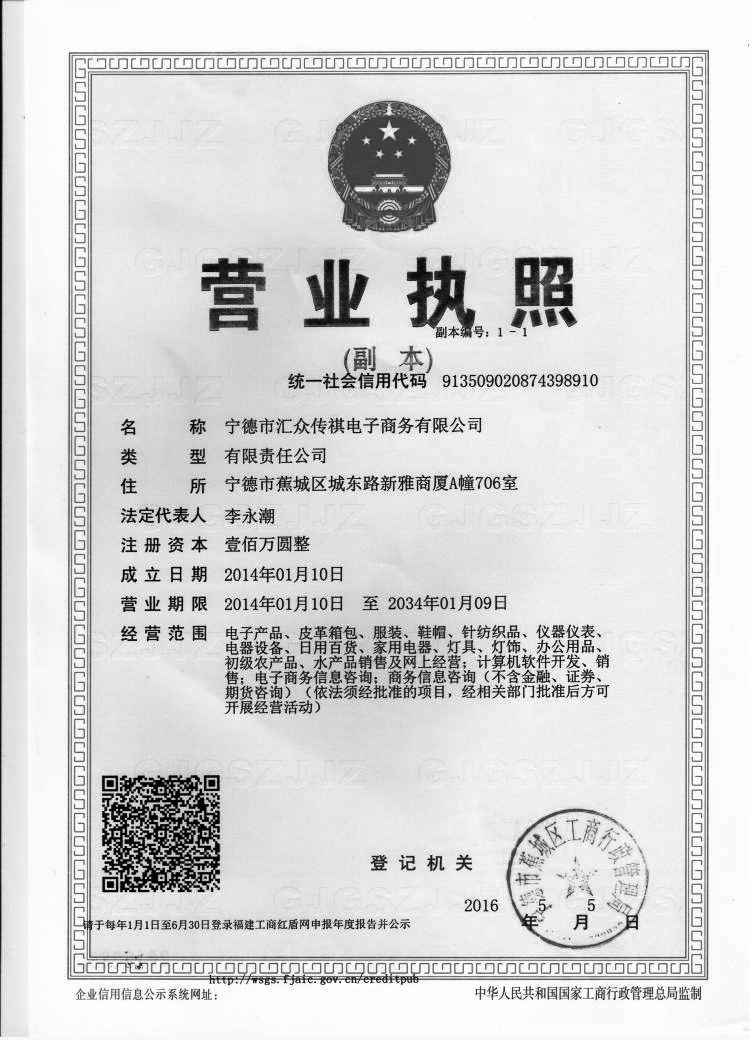 营业执照
副本编号：1 - 1
(副 本)
统一社会信用代码 913509020874398910
名 称 宁德市汇众传祺电子商务有限公司
类 型 有限责任公司
住 所 宁德市蕉城区城东路新雅商厦A幢706室
法定代表人 李永潮
注册资本 壹佰万圆整
成立日期 2014年01月10日
营业期限 2014年01月10日 至 2034年01月09日
经营范围 电子产品、皮革箱包、服装、鞋帽、针纺织品、仪器仪表、
电器设备、日用百货、家用电器、灯具、灯饰、办公用品、
初级农产品、水产品销售及网上经营；计算机软件开发、销
售；电子商务信息咨询；商务信息咨询（不含金融、证券、
期货咨询）（依法须经批准的项目，经相关部门批准后方可
开展经营活动）
登记机关
宁德市蕉城区工商行政管理局
2016 年 5 月 5 日
请于每年1月1日至6月30日登录福建工商红盾网申报年度报告并公示
http://wsgs.fjaic.gov.cn/creditpub
企业信用信息公示系统网址：
中华人民共和国国家工商行政管理总局监制